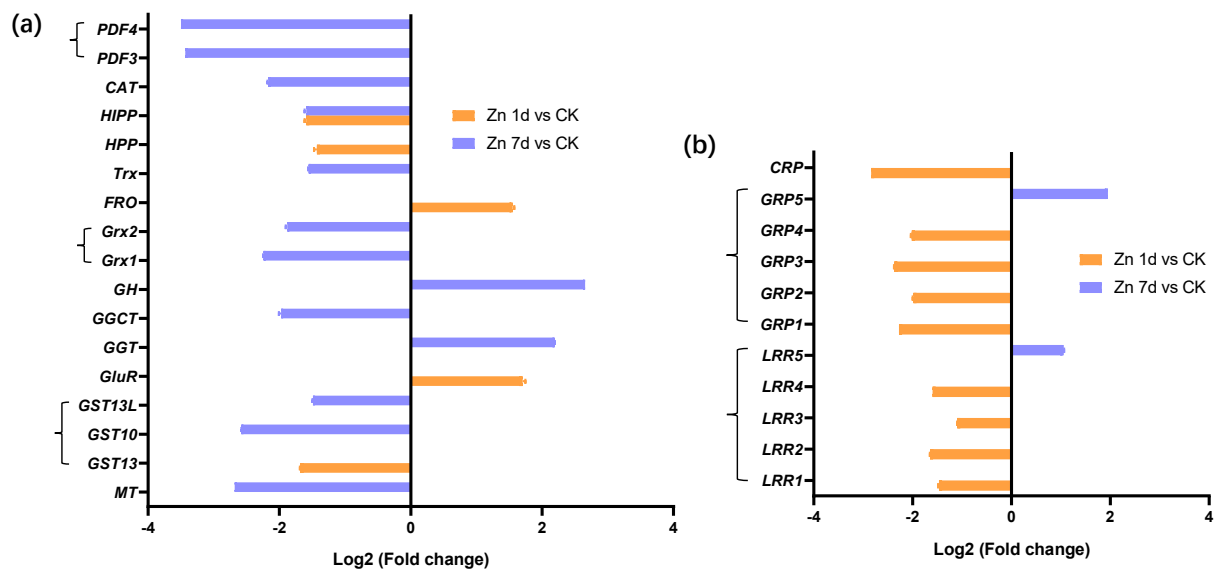 (a)
PDF4
PDF3
CAT
HIPP
HPP
Trx
FRO
Grx2
Grx1
GH
GGCT
GGT
GluR
GST13L
GST10
GST13
MT
-4 -2 0 2 4
Log2 (Fold change)
Zn 1d vs CK
Zn 7d vs CK
(b)
CRP
GRP5
GRP4
GRP3
GRP2
GRP1
LRR5
LRR4
LRR3
LRR2
LRR1
-4 -2 0 2 4
Log2 (Fold change)
Zn 1d vs CK
Zn 7d vs CK